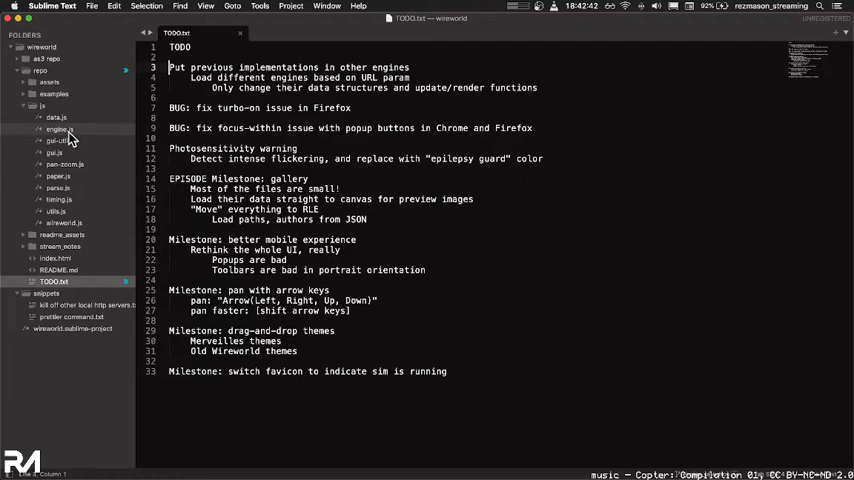 Sublime Text File Edit Selection Find View Goto Tools Project Window Help
92% 18:42:42 rezmason_streaming
TODO.txt — wireworld
UNREGISTERED
FOLDERS
wireworld
as3 repo
repo
assets
examples
js
data.js
engine.js
gui.js
pan-zoom.js
paper.js
parse.js
timing.js
utils.js
wireworld.js
readme_assets
stream_notes
index.html
README.md
TODO.txt
snippets
kill off other local http servers.t
prettier command.txt
wireworld.sublime-project
TODO.txt
1 TODO
2
3 Put previous implementations in other engines
4 Load different engines based on URL param
5 Only change their data structures and update/render functions
6
7 BUG: fix turbo-on issue in Firefox
8
9 BUG: fix focus-within issue with popup buttons in Chrome and Firefox
10
11 Photosensitivity warning
12 Detect intense flickering, and replace with "epilepsy guard" color
13
14 EPISODE Milestone: gallery
15 Most of the files are small!
16 Load their data straight to canvas for preview images
17 "Move" everything to RLE
18 Load paths, authors from JSON
19
20 Milestone: better mobile experience
21 Rethink the whole UI, really
22 Popups are bad
23 Toolbars are bad in portrait orientation
24
25 Milestone: pan with arrow keys
26 pan: "Arrow(Left, Right, Up, Down)"
27 pan faster: [shift arrow keys]
28
29 Milestone: drag-and-drop themes
30 Merveilles themes
31 Old Wireworld themes
32
33 Milestone: switch favicon to indicate sim is running
RM
Line 3, Column 1
music – Copter: Compilation 01, CC BY-NC-ND 2.0